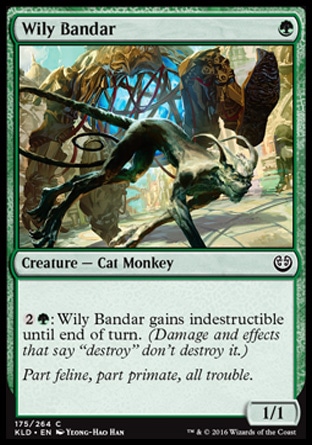 Wily Bandar
Creature — Cat Monkey
2 : Wily Bandar gains indestructible
until end of turn. (Damage and effects
that say “destroy” don’t destroy it.)
Part feline, part primate, all trouble.
175/264 C
KLD • EN Yeong-Hao Han
™ & © 2016 Wizards of the Coast
1/1